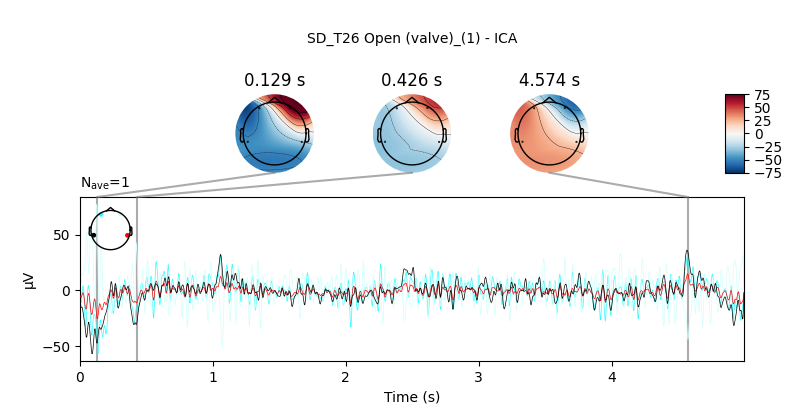 SD_T26 Open (valve)_(1) - ICA
0.129 s
0.426 s
4.574 s
75
50
25
0
−25
−50
−75
Nave=1
50
0
−50
µV
0
1
2
3
4
Time (s)